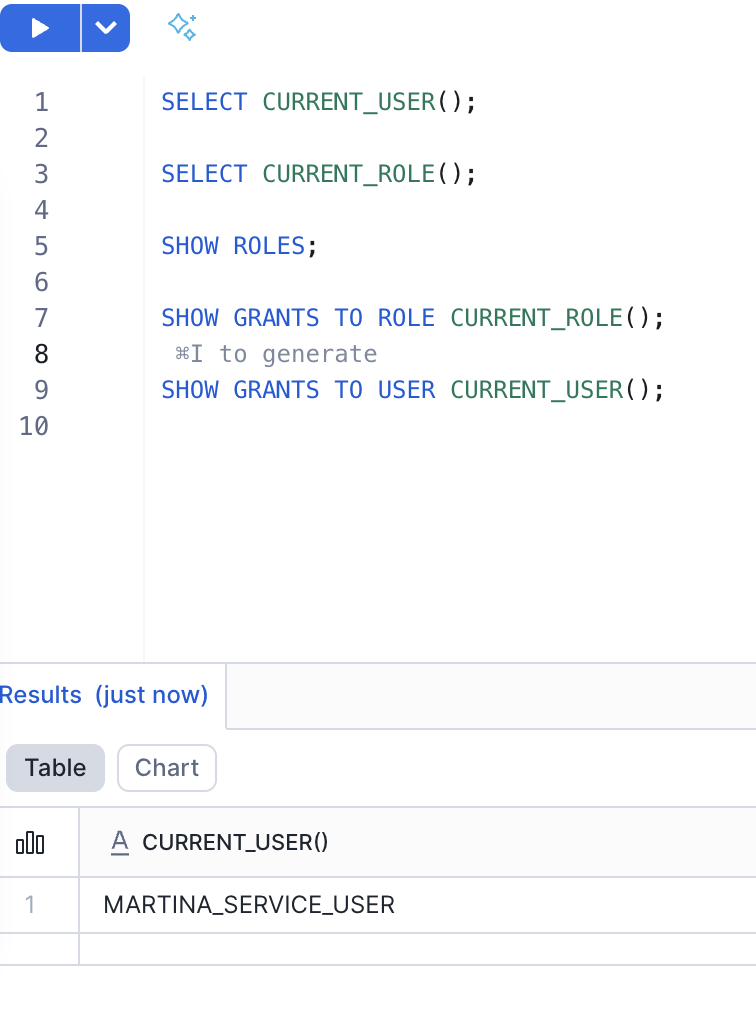 1 SELECT CURRENT_USER();
2
3 SELECT CURRENT_ROLE();
4
5 SHOW ROLES;
6
7 SHOW GRANTS TO ROLE CURRENT_ROLE();
8 ⌘I to generate
9 SHOW GRANTS TO USER CURRENT_USER();
10
Results (just now)
Table Chart
A CURRENT_USER()
1 MARTINA_SERVICE_USER